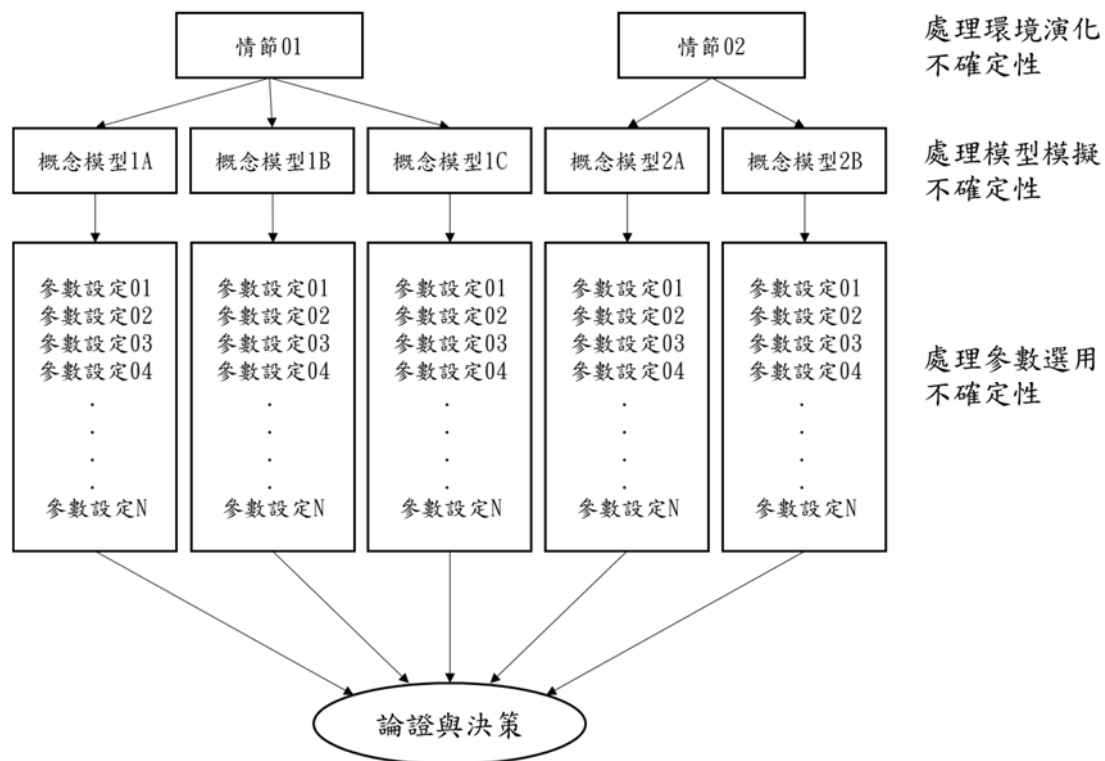 情節01
情節02
處理環境演化
不確定性
概念模型1A
概念模型1B
概念模型1C
概念模型2A
概念模型2B
處理模型模擬
不確定性
參數設定01
參數設定02
參數設定03
參數設定04
.
.
.
.
參數設定N
參數設定01
參數設定02
參數設定03
參數設定04
.
.
.
.
參數設定N
參數設定01
參數設定02
參數設定03
參數設定04
.
.
.
.
參數設定N
參數設定01
參數設定02
參數設定03
參數設定04
.
.
.
.
參數設定N
參數設定01
參數設定02
參數設定03
參數設定04
.
.
.
.
參數設定N
處理參數選用
不確定性
論證與決策